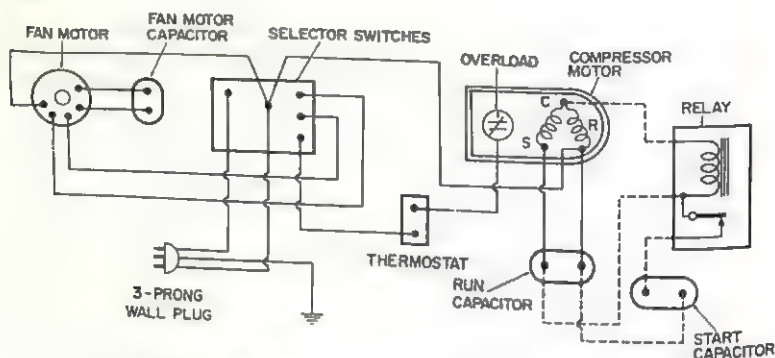 FAN MOTOR
FAN MOTOR
CAPACITOR
SELECTOR SWITCHES
OVERLOAD
COMPRESSOR
MOTOR
RELAY
C
S
R
THERMOSTAT
RUN
CAPACITOR
3-PRONG
WALL PLUG
START
CAPACITOR